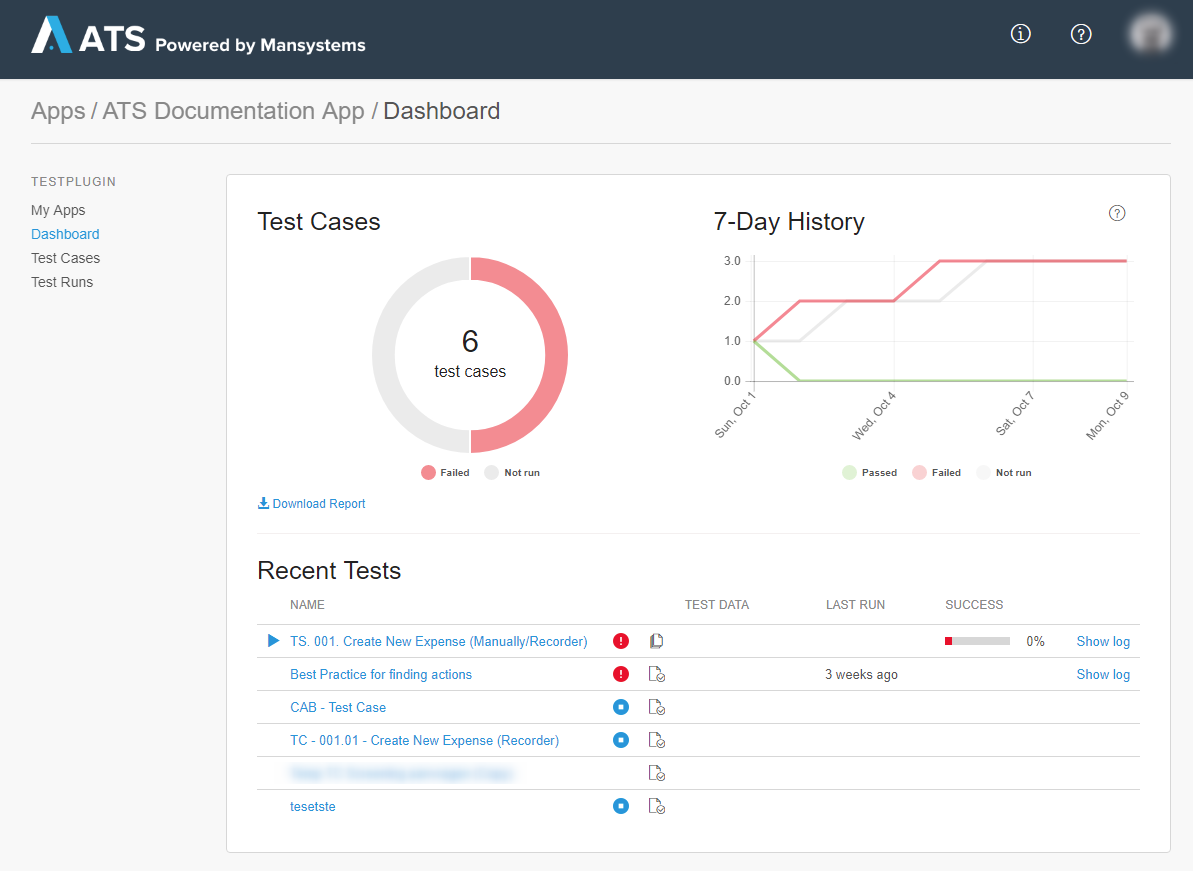 ATS Powered by Mansystems
Apps / ATS Documentation App / Dashboard
TESTPLUGIN
My Apps
Dashboard
Test Cases
Test Runs
Test Cases
6
test cases
Failed
Not run
Download Report
7-Day History
3.0
2.0
1.0
0.0
Sun, Oct 1
Wed, Oct 4
Sat, Oct 7
Mon, Oct 9
Passed
Failed
Not run
Recent Tests
NAME TEST DATA LAST RUN SUCCESS
TS. 001. Create New Expense (Manually/Recorder) 0% Show log
Best Practice for finding actions 3 weeks ago Show log
CAB - Test Case
TC - 001.01 - Create New Expense (Recorder)
tesetste